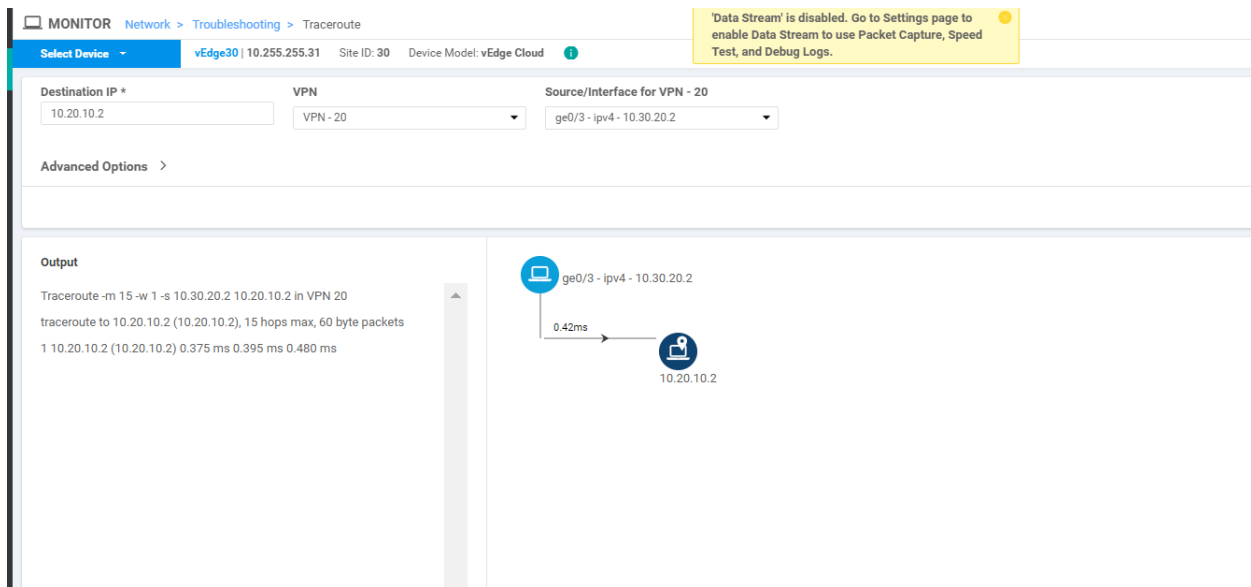 MONITOR Network > Troubleshooting > Traceroute
'Data Stream' is disabled. Go to Settings page to
enable Data Stream to use Packet Capture, Speed
Test, and Debug Logs.
Select Device vEdge30 | 10.255.255.31 Site ID: 30 Device Model: vEdge Cloud i
Destination IP * VPN Source/Interface for VPN - 20
10.20.10.2 VPN - 20 ge0/3 - ipv4 - 10.30.20.2
Advanced Options >
Output
Traceroute -m 15 -w 1 -s 10.30.20.2 10.20.10.2 in VPN 20
traceroute to 10.20.10.2 (10.20.10.2), 15 hops max, 60 byte packets
1 10.20.10.2 (10.20.10.2) 0.375 ms 0.395 ms 0.480 ms
ge0/3 - ipv4 - 10.30.20.2
0.42ms
10.20.10.2